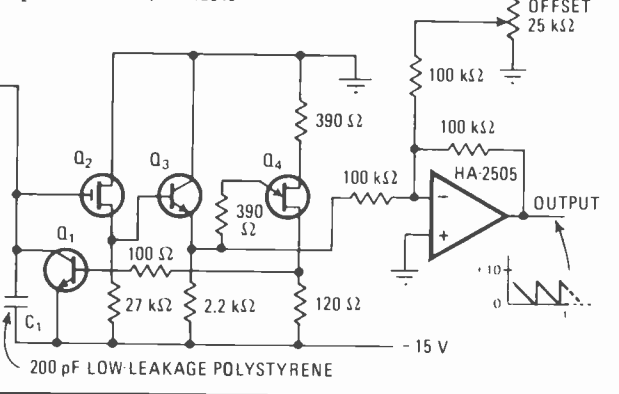 OFFSET
25 kΩ
100 kΩ
390 Ω
100 kΩ
Q2
Q3
Q4
HA-2505
100 kΩ
390
Ω
OUTPUT
Q1
100 Ω
+10
0
t
27 kΩ
2.2 kΩ
120 Ω
C1
-15 V
200 pF LOW-LEAKAGE POLYSTYRENE